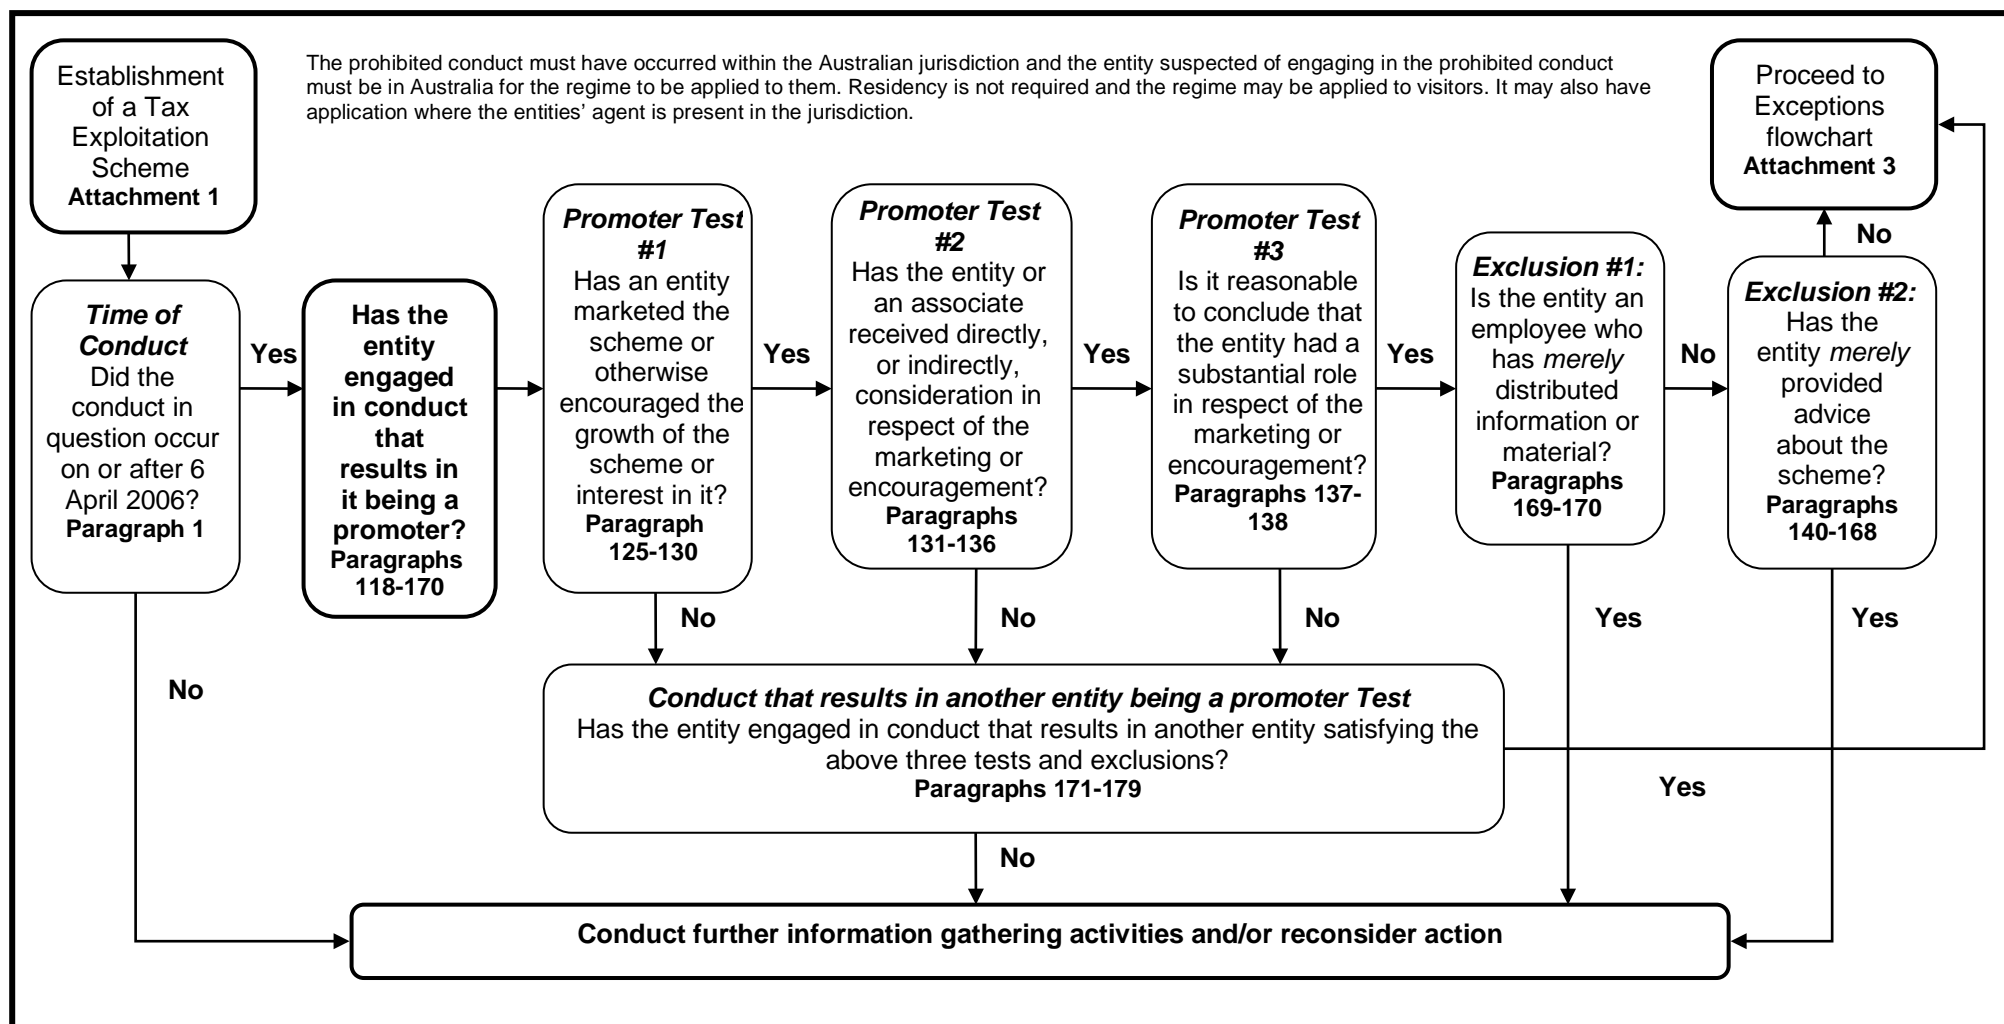 Establishment
of a Tax
Exploitation
Scheme
Attachment 1
The prohibited conduct must have occurred within the Australian jurisdiction and the entity suspected of engaging in the prohibited conduct
must be in Australia for the regime to be applied to them. Residency is not required and the regime may be applied to visitors. It may also have
application where the entities’ agent is present in the jurisdiction.
Proceed to
Exceptions
flowchart
Attachment 3
Time of
Conduct
Did the
conduct in
question occur
on or after 6
April 2006?
Paragraph 1
Yes
No
Has the
entity
engaged
in conduct
that
results in
it being a
promoter?
Paragraphs
118-170
Promoter Test
#1
Has an entity
marketed the
scheme or
otherwise
encouraged the
growth of the
scheme or
interest in it?
Paragraph
125-130
Yes
No
Promoter Test
#2
Has the entity or
an associate
received directly,
or indirectly,
consideration in
respect of the
marketing or
encouragement?
Paragraphs
131-136
Yes
No
Promoter Test
#3
Is it reasonable
to conclude that
the entity had a
substantial role
in respect of the
marketing or
encouragement?
Paragraphs 137-
138
Yes
No
Exclusion #1:
Is the entity an
employee who
has merely
distributed
information or
material?
Paragraphs
169-170
No
Yes
Exclusion #2:
Has the
entity merely
provided
advice
about the
scheme?
Paragraphs
140-168
No
Yes
Conduct that results in another entity being a promoter Test
Has the entity engaged in conduct that results in another entity satisfying the
above three tests and exclusions?
Paragraphs 171-179
Yes
No
Conduct further information gathering activities and/or reconsider action